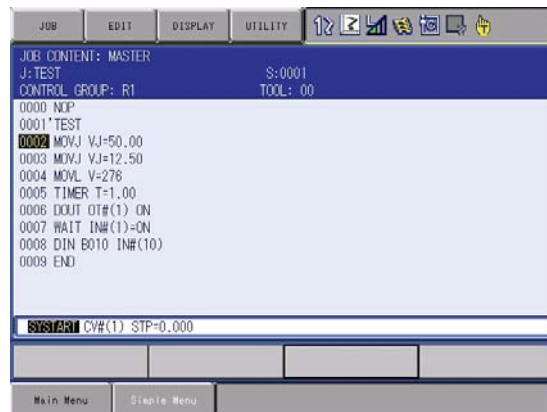 JOB EDIT DISPLAY UTILITY
JOB CONTENT: MASTER
J:TEST S:0001
CONTROL GROUP: R1 TOOL: 00
0000 NOP
0001'TEST
0002 MOVJ VJ=50.00
0003 MOVJ VJ=12.50
0004 MOVL V=276
0005 TIMER T=1.00
0006 DOUT OT#(1) ON
0007 WAIT IN#(1)=ON
0008 DIN B010 IN#(10)
0009 END
SYSTART CV#(1) STP=0.000
Main Menu Simple Menu